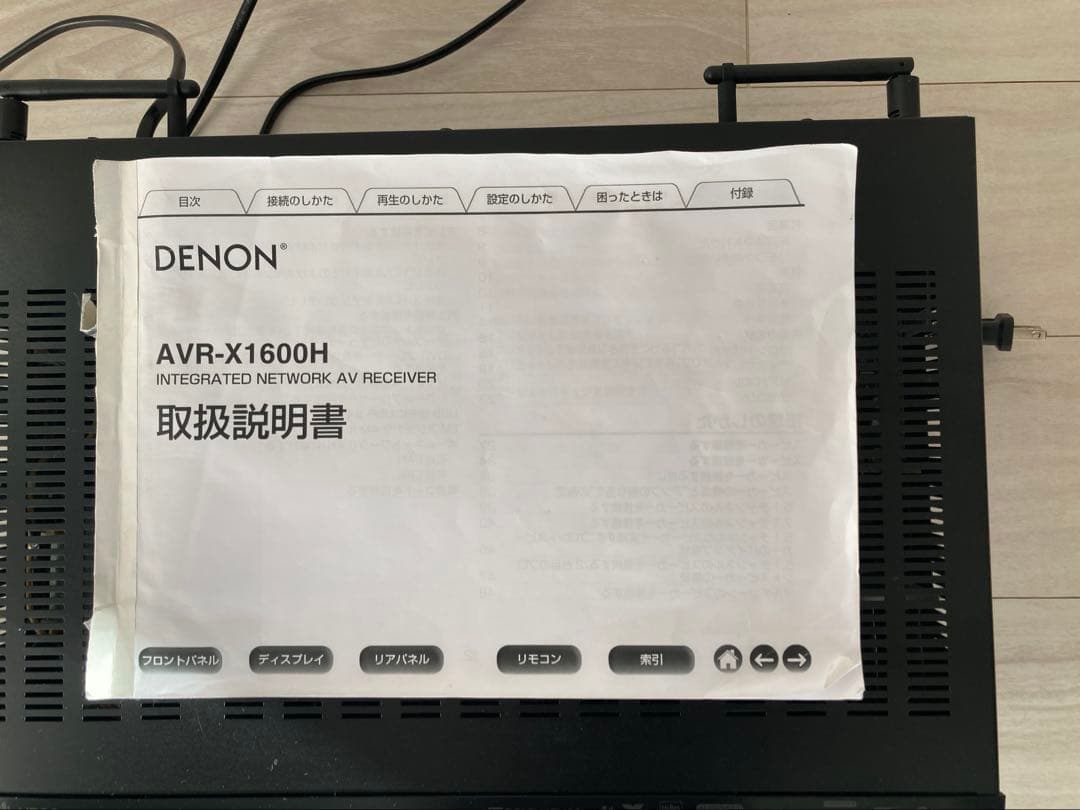 目次 接続のしかた 再生のしかた 設定のしかた 困ったときは 付録
DENON®
AVR-X1600H
INTEGRATED NETWORK AV RECEIVER
取扱説明書
フロントパネル ディスプレイ リアパネル リモコン 索引